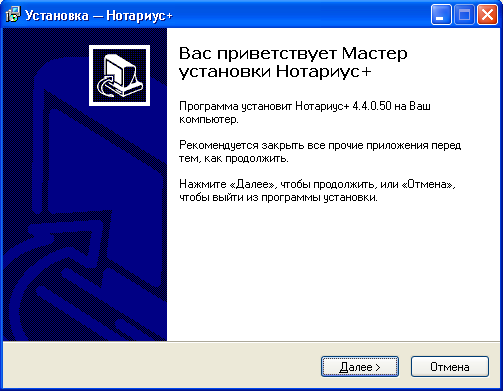 Установка — Нотариус+
Вас приветствует Мастер
установки Нотариус+
Программа установит Нотариус+ 4.4.0.50 на Ваш
компьютер.
Рекомендуется закрыть все прочие приложения перед
тем, как продолжить.
Нажмите «Далее», чтобы продолжить, или «Отмена»,
чтобы выйти из программы установки.
Далее > Отмена